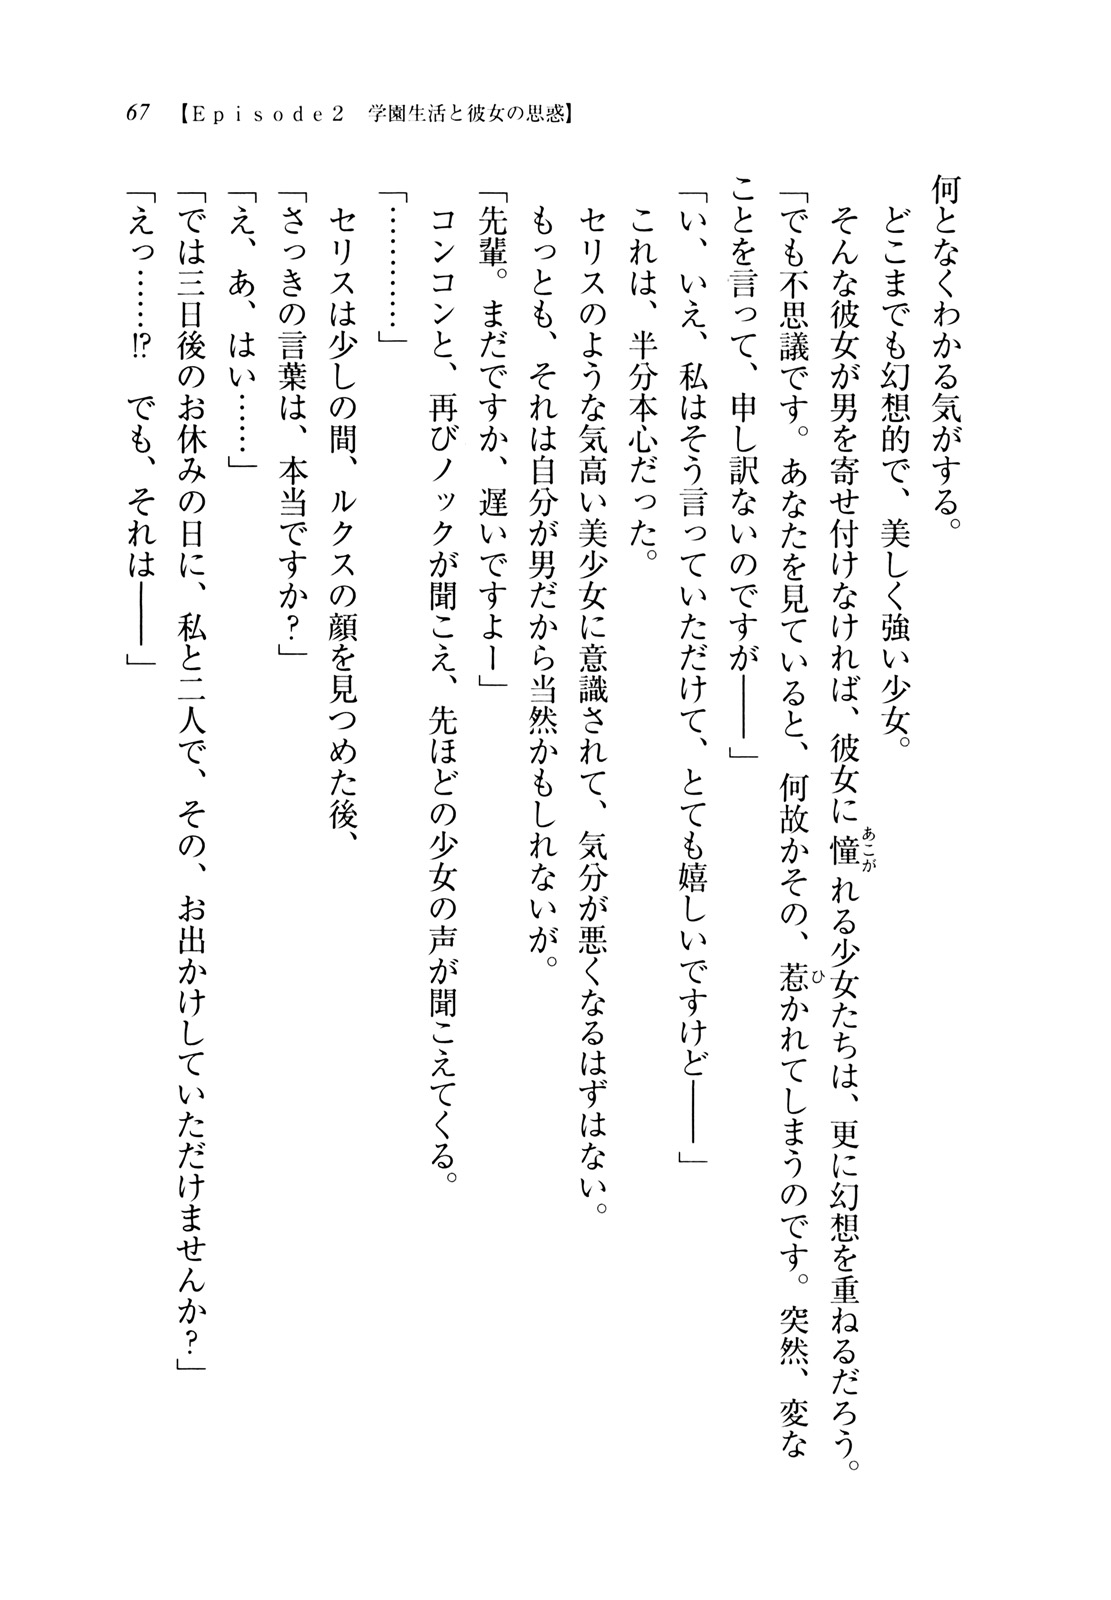 67 【Ｅｐｉｓｏｄｅ２　学園生活と彼女の思惑】
何となくわかる気がする。
　どこまでも幻想的で、美しく強い少女。
　そんな彼女が男を寄せ付けなければ、彼女に憧れる少女たちは、更に幻想を重ねるだろう。
「でも不思議です。あなたを見ていると、何故かその、惹かれてしまうのです。突然、変な
ことを言って、申し訳ないのですが――」
「い、いえ、私はそう言っていただけて、とても嬉しいですけど――」
　これは、半分本心だった。
　セリスのような気高い美少女に意識されて、気分が悪くなるはずはない。
　もっとも、それは自分が男だから当然かもしれないが。
「先輩。まだですか、遅いですよー」
　コンコンと、再びノックが聞こえ、先ほどの少女の声が聞こえてくる。
「…………」
　セリスは少しの間、ルクスの顔を見つめた後、
「さっきの言葉は、本当ですか？」
「え、あ、はい……」
「では三日後のお休みの日に、私と二人で、その、お出かけしていただけませんか？」
「えっ……!?　でも、それは――」